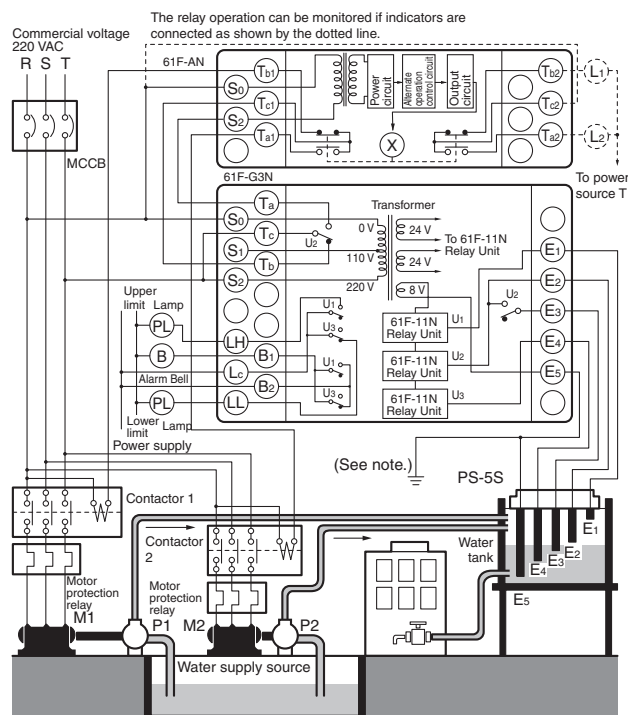 The relay operation can be monitored if indicators are
connected as shown by the dotted line.
Commercial voltage
220 VAC
R S T
61F-AN
MCCB
Tb1
S0
Tc1
S2
Ta1
Power circuit
Alternate operation control circuit
Output circuit
X
Tb2
Tc2
Ta2
L1
L2
To power
source T
61F-G3N
Ta
S0
Tc
S1
Tb
S2
U2
Transformer
0 V
110 V
220 V
24 V
24 V
8 V
To 61F-11N
Relay Unit
E1
E2
E3
E4
E5
U2
Upper
limit
Lamp
PL
B
Alarm Bell
PL
Lower
limit
Lamp
Power supply
LH
B1
Lc
B2
LL
U1
U3
U1
U3
61F-11N
Relay Unit
U1
61F-11N
Relay Unit
U2
61F-11N
Relay Unit
U3
(See note.)
PS-5S
Contactor 1
Contactor
2
Motor
protection
relay
M1
P1
Motor
protection
relay
M2
P2
Water
tank
E1
E2
E3
E4
E5
Water supply source